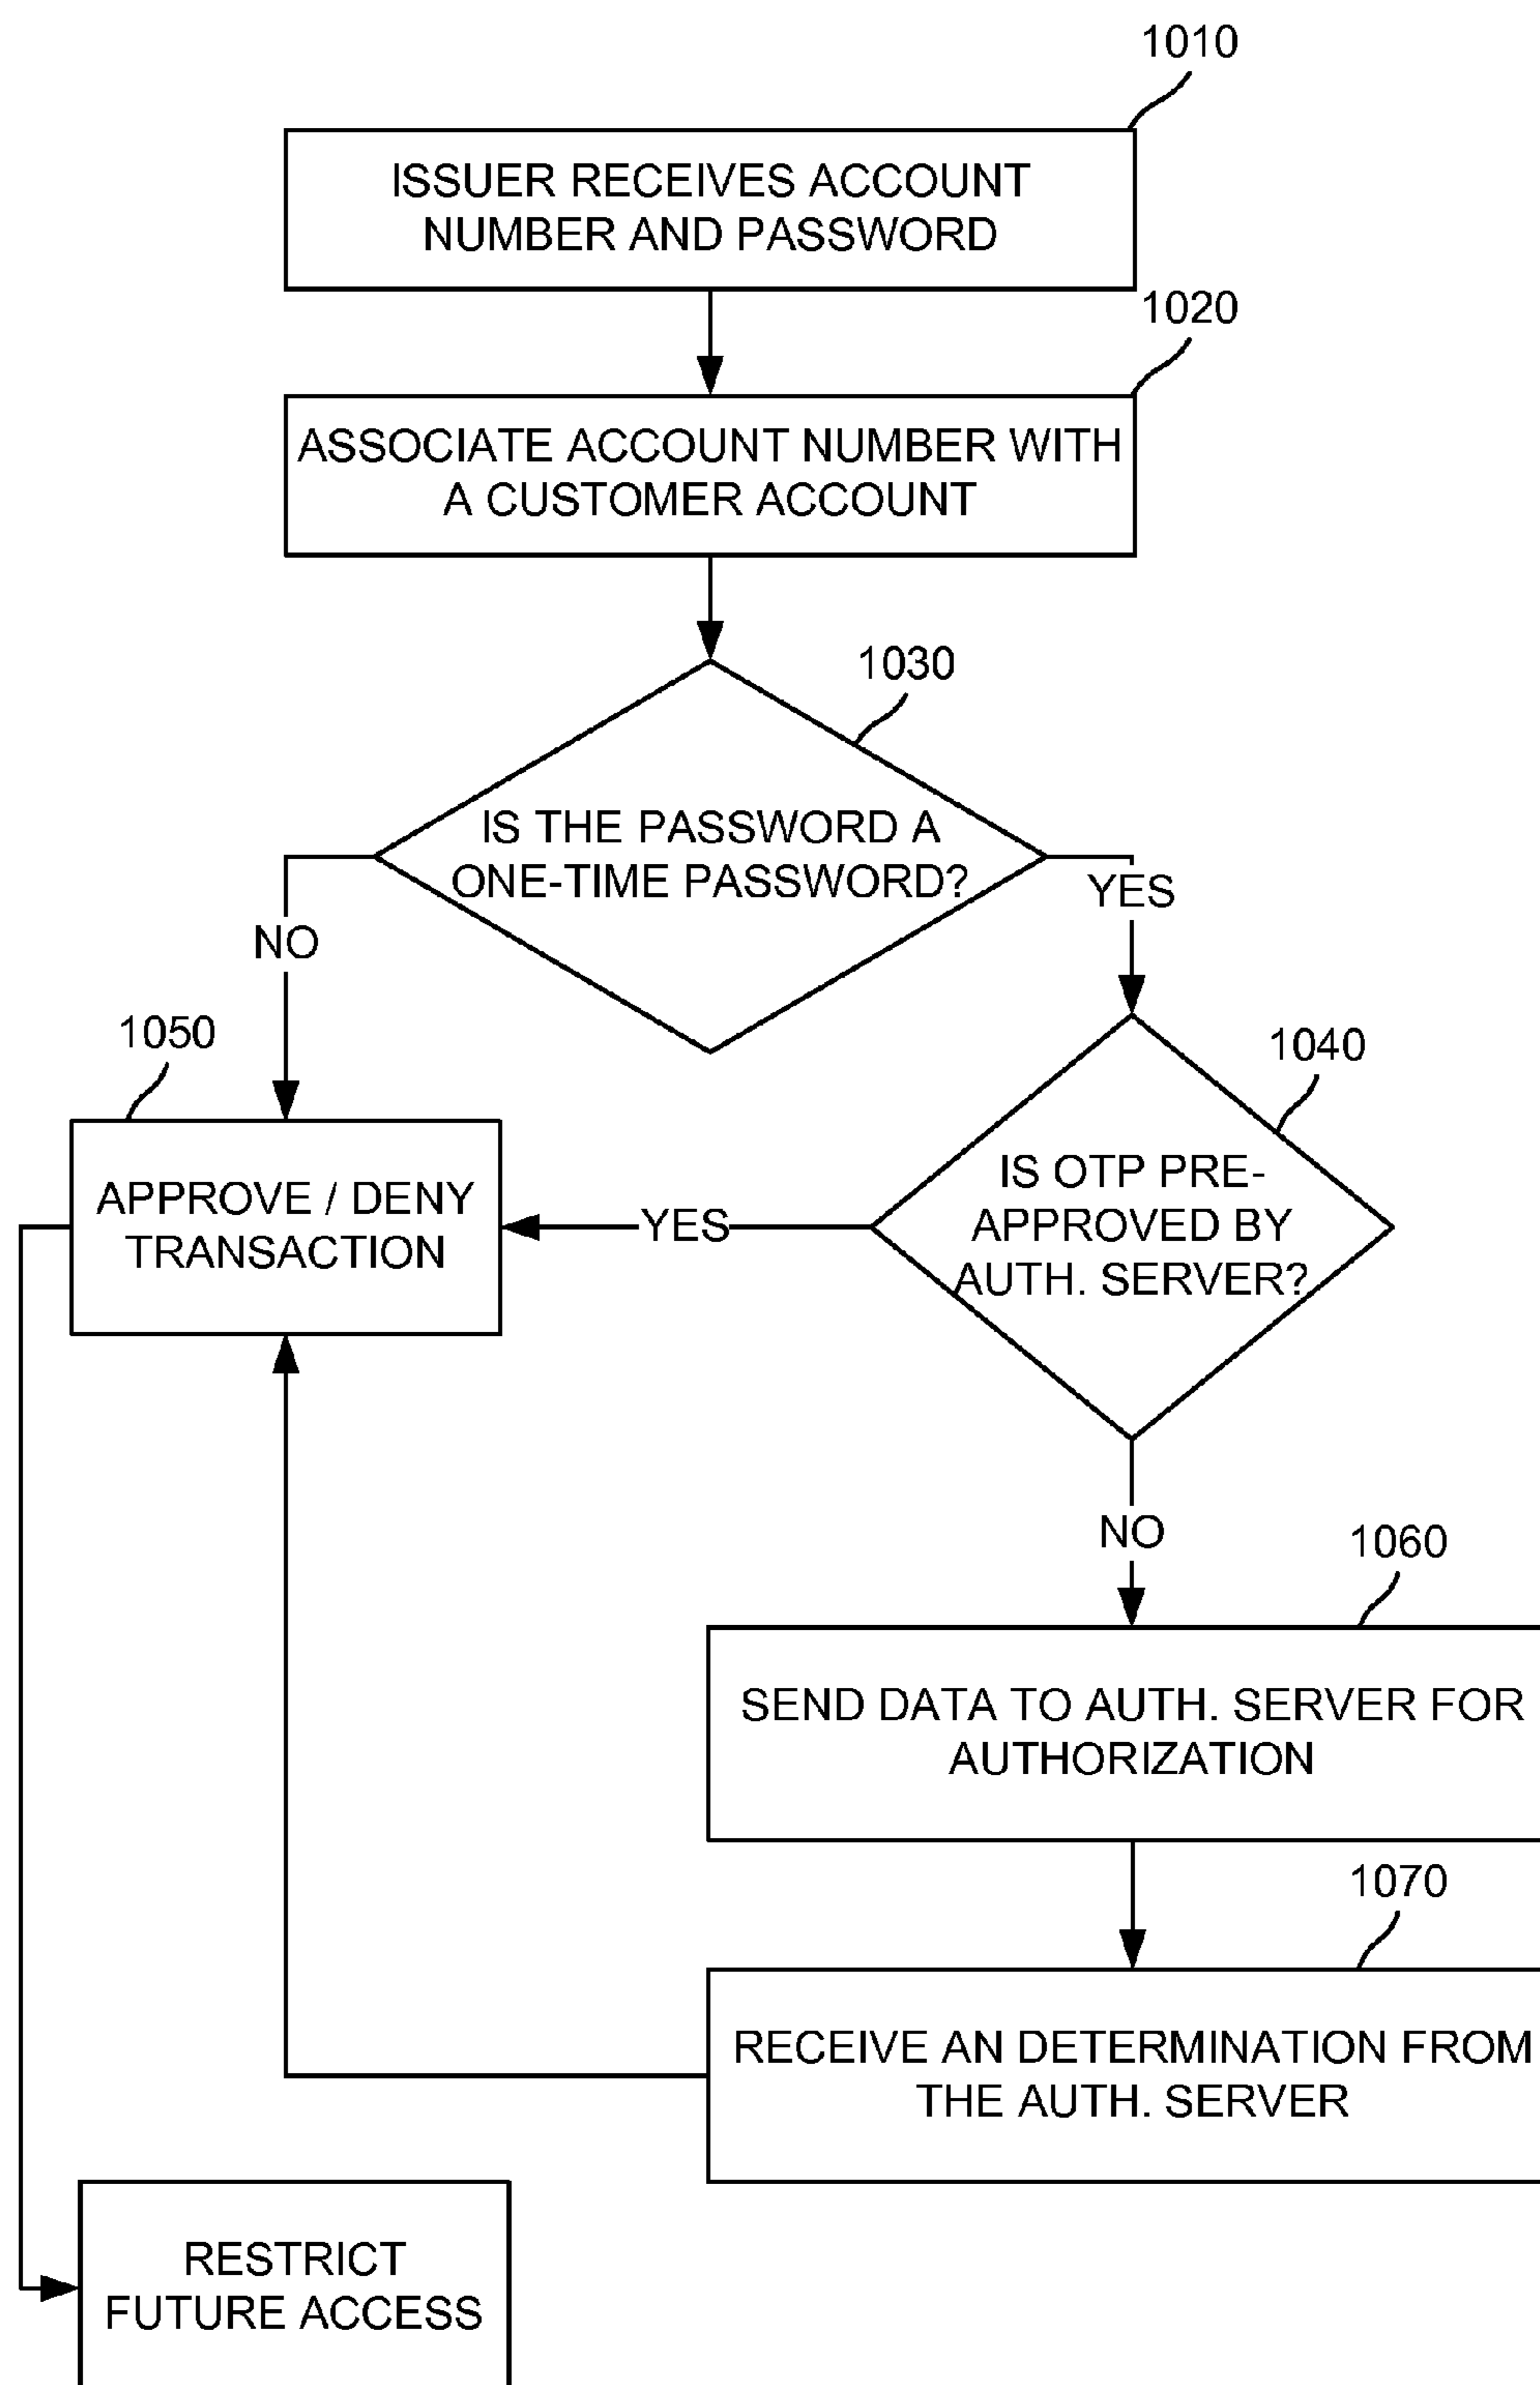 1010
ISSUER RECEIVES ACCOUNT
NUMBER AND PASSWORD
1020
ASSOCIATE ACCOUNT NUMBER WITH
A CUSTOMER ACCOUNT
1030
IS THE PASSWORD A
ONE-TIME PASSWORD?
YES
NO
1050
1040
APPROVE / DENY
TRANSACTION
YES
IS OTP PRE-
APPROVED BY
AUTH. SERVER?
NO
1060
SEND DATA TO AUTH. SERVER FOR
AUTHORIZATION
1070
RECEIVE AN DETERMINATION FROM
THE AUTH. SERVER
RESTRICT
FUTURE ACCESS